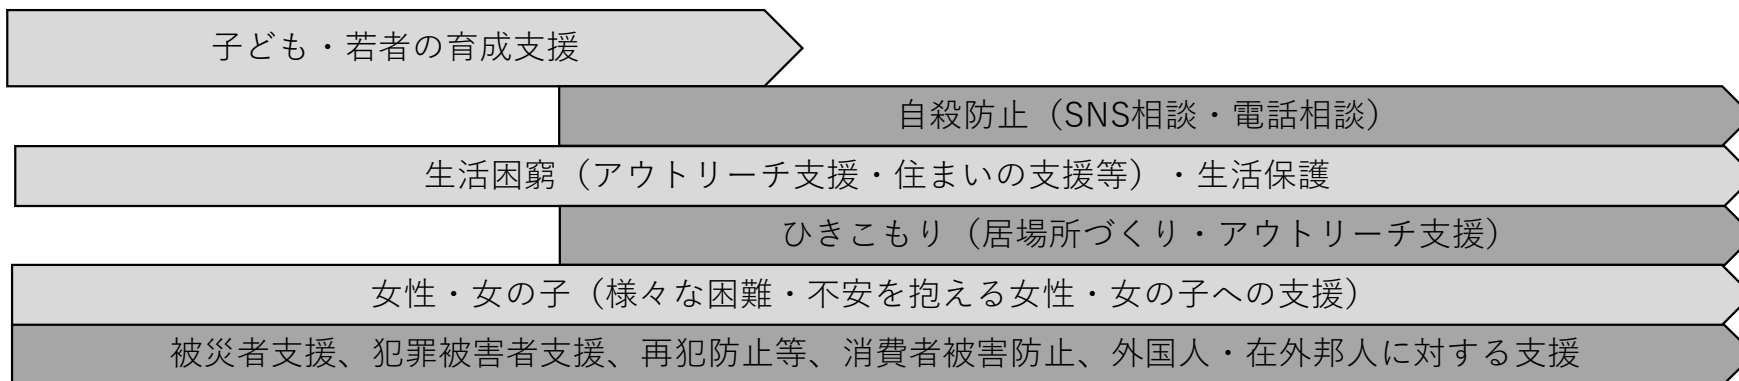 子ども・若者の育成支援
自殺防止（SNS相談・電話相談）
生活困窮（アウトリーチ支援・住まいの支援等）・生活保護
ひきこもり（居場所づくり・アウトリーチ支援）
女性・女の子（様々な困難・不安を抱える女性・女の子への支援）
被災者支援、犯罪被害者支援、再犯防止等、消費者被害防止、外国人・在外邦人に対する支援